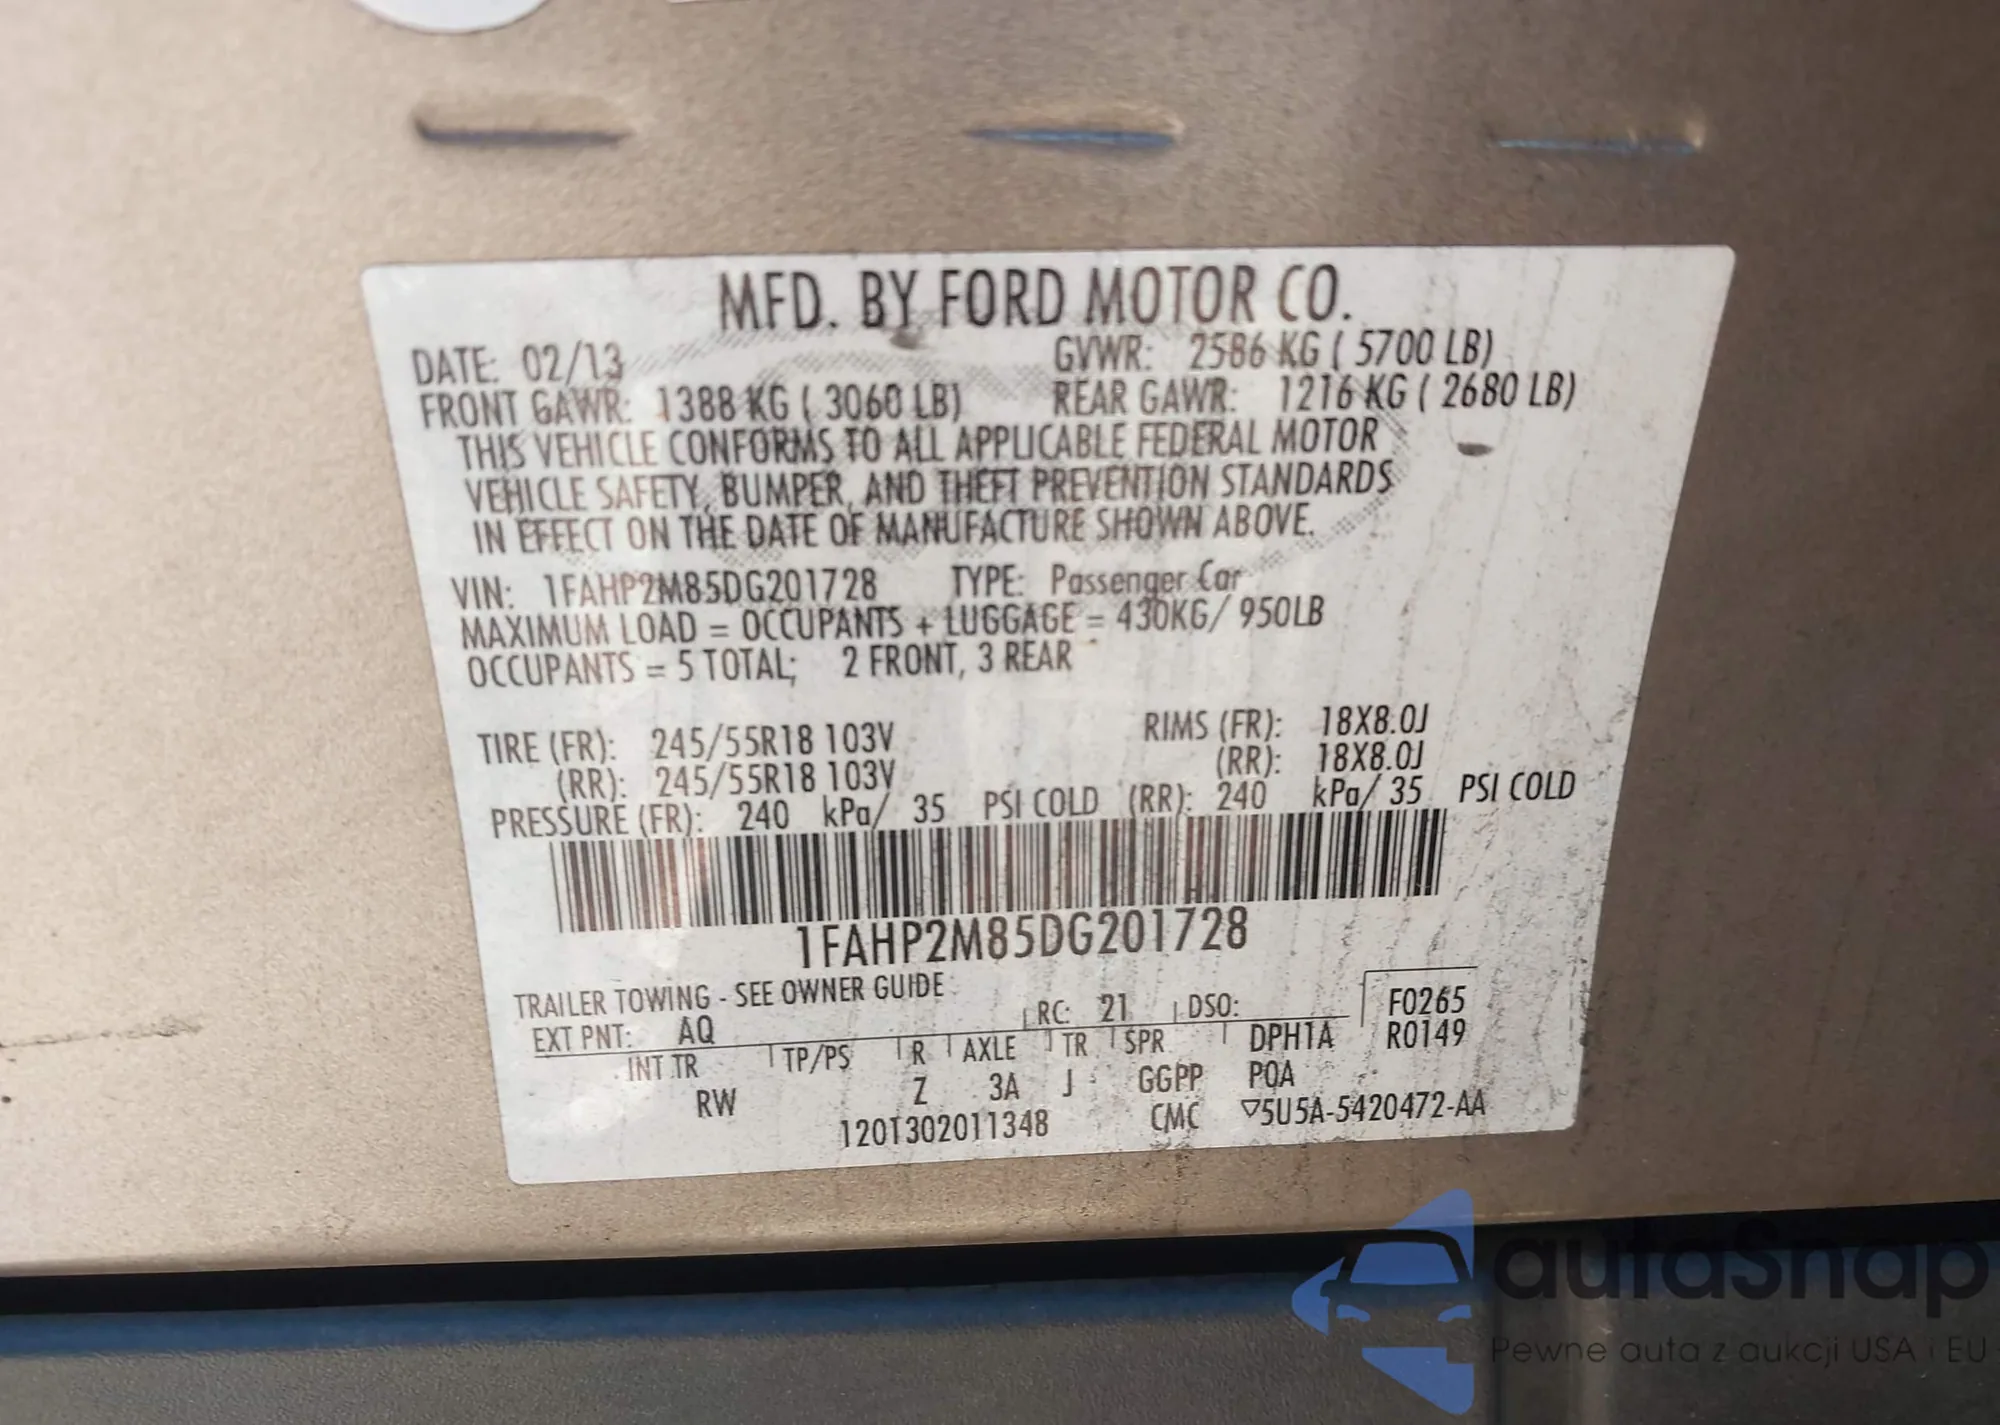 MFD. BY FORD MOTOR CO.
DATE: 02/13 GVWR: 2586 KG ( 5700 LB)
FRONT GAWR: 1388 KG ( 3060 LB) REAR GAWR: 1216 KG ( 2680 LB)
THIS VEHICLE CONFORMS TO ALL APPLICABLE FEDERAL MOTOR
VEHICLE SAFETY, BUMPER, AND THEFT PREVENTION STANDARDS
IN EFFECT ON THE DATE OF MANUFACTURE SHOWN ABOVE.
VIN: 1FAHP2M85DG201728 TYPE: Passenger Car
MAXIMUM LOAD = OCCUPANTS + LUGGAGE = 430KG/ 950LB
OCCUPANTS = 5 TOTAL; 2 FRONT, 3 REAR
TIRE (FR): 245/55R18 103V RIMS (FR): 18X8.0J
(RR): 245/55R18 103V (RR): 18X8.0J
PRESSURE (FR): 240 kPa/ 35 PSI COLD (RR): 240 kPa/ 35 PSI COLD
1FAHP2M85DG201728
TRAILER TOWING - SEE OWNER GUIDE
EXT PNT: AQ RC: 21 DSO: F0265
INT TR TP/PS R AXLE TR SPR DPH1A R0149
RW Z 3A J GGPP POA
120T302011348 CMC ▽5U5A-5420472-AA
autaSnap
Pewne auta z aukcji USA i EU